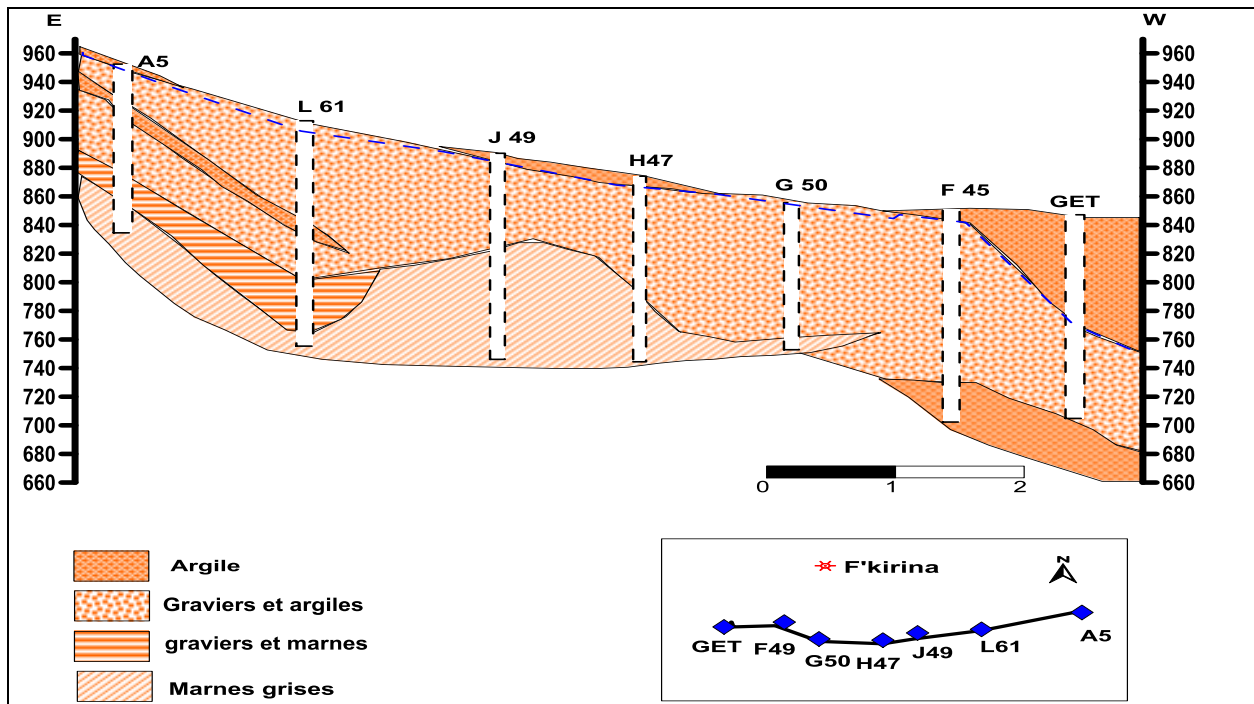 E
W
960
940
920
900
880
860
840
820
800
780
760
740
720
700
680
660
A5
L 61
J 49
H47
G 50
F 45
GET
960
940
920
900
880
860
840
820
800
780
760
740
720
700
680
660
0 1 2
Argile
Graviers et argiles
graviers et marnes
Marnes grises
F'kirina
N
GET
F49
G50
H47
J49
L61
A5